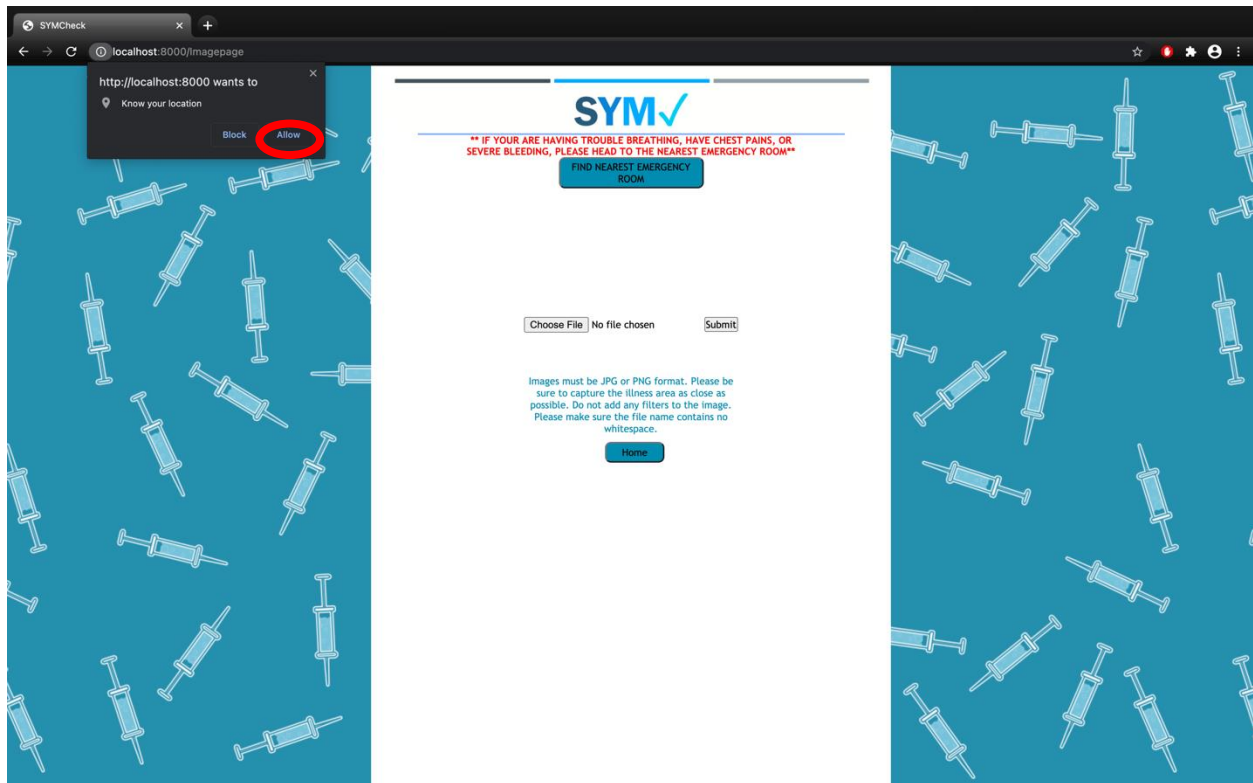 SYMCheck
localhost:8000/Imagepage
http://localhost:8000 wants to
Know your location
Block Allow
SYM
** IF YOUR ARE HAVING TROUBLE BREATHING, HAVE CHEST PAINS, OR
SEVERE BLEEDING, PLEASE HEAD TO THE NEAREST EMERGENCY ROOM**
FIND NEAREST EMERGENCY
ROOM
Choose File No file chosen Submit
Images must be JPG or PNG format. Please be
sure to capture the illness area as close as
possible. Do not add any filters to the image.
Please make sure the file name contains no
whitespace.
Home